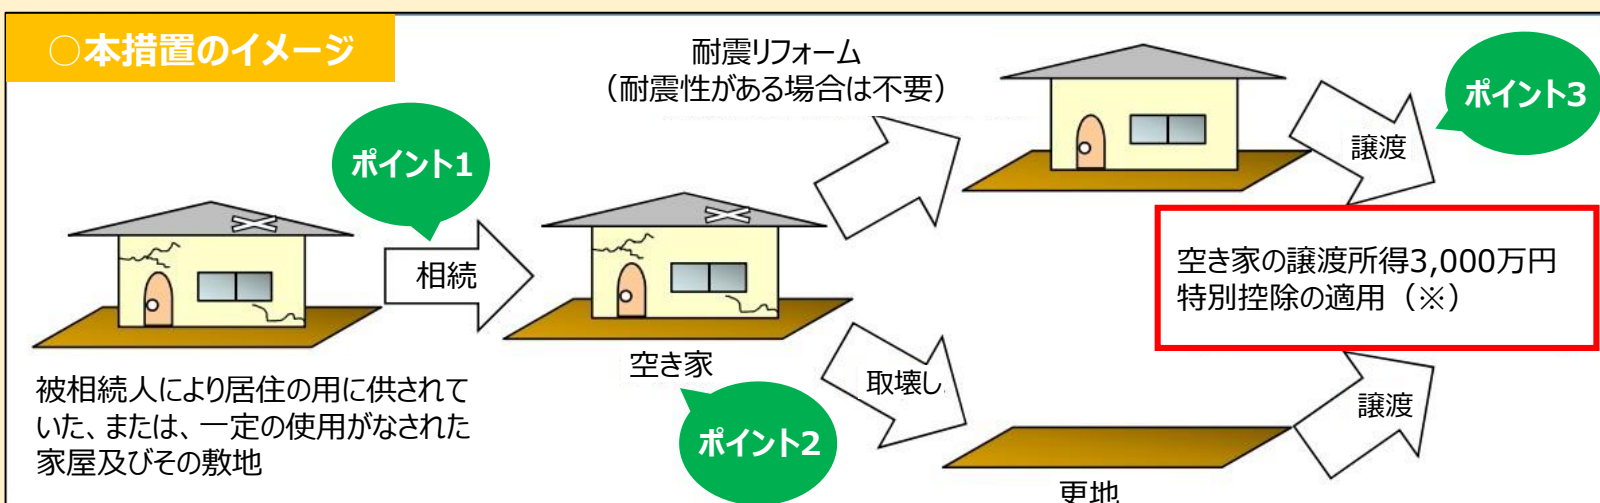 ○本措置のイメージ
耐震リフォーム
（耐震性がある場合は不要）
ポイント3
譲渡
ポイント1
相続
空き家の譲渡所得3,000万円
特別控除の適用（※）
空き家
取壊し
譲渡
被相続人により居住の用に供されて
いた、または、一定の使用がなされた
家屋及びその敷地
ポイント2
更地